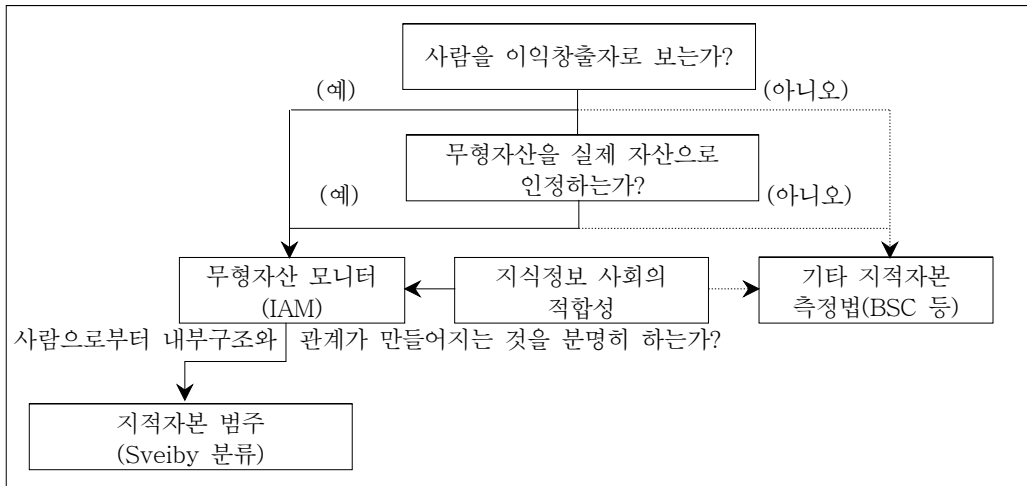 사람을 이익창출자로 보는가?
(예)
(아니오)
무형자산을 실제 자산으로
인정하는가?
(예)
(아니오)
무형자산 모니터
(IAM)
지식정보 사회의
적합성
기타 지적자본
측정법(BSC 등)
사람으로부터 내부구조와 관계가 만들어지는 것을 분명히 하는가?
지적자본 범주
(Sveiby 분류)